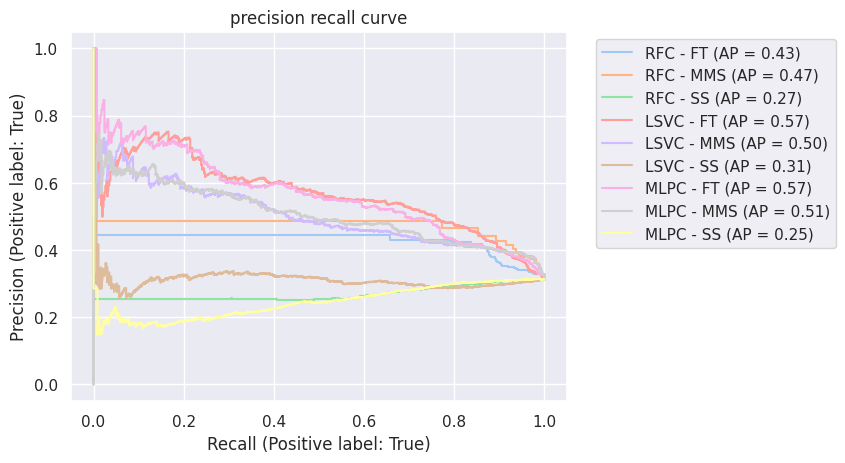 precision recall curve
Precision (Positive label: True)
1.0
0.8
0.6
0.4
0.2
0.0
0.0 0.2 0.4 0.6 0.8 1.0
Recall (Positive label: True)
RFC - FT (AP = 0.43)
RFC - MMS (AP = 0.47)
RFC - SS (AP = 0.27)
LSVC - FT (AP = 0.57)
LSVC - MMS (AP = 0.50)
LSVC - SS (AP = 0.31)
MLPC - FT (AP = 0.57)
MLPC - MMS (AP = 0.51)
MLPC - SS (AP = 0.25)